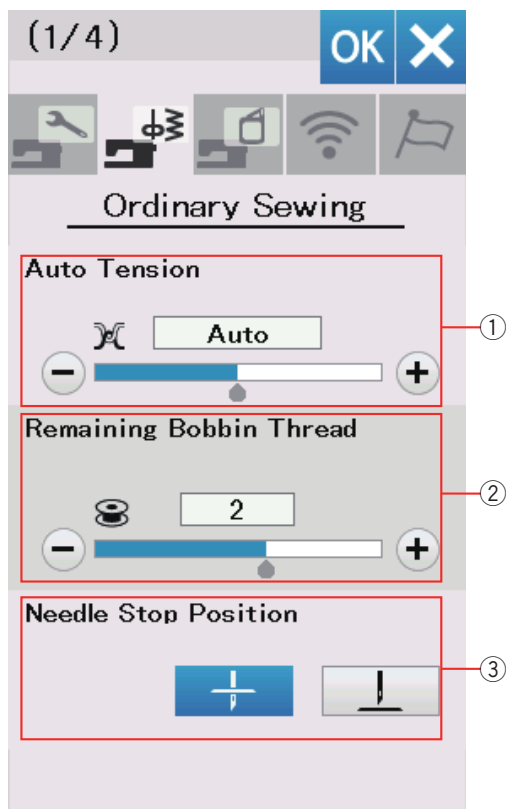 (1/4)
OK
Ordinary Sewing
Auto Tension
Auto
1
Remaining Bobbin Thread
2
2
Needle Stop Position
3